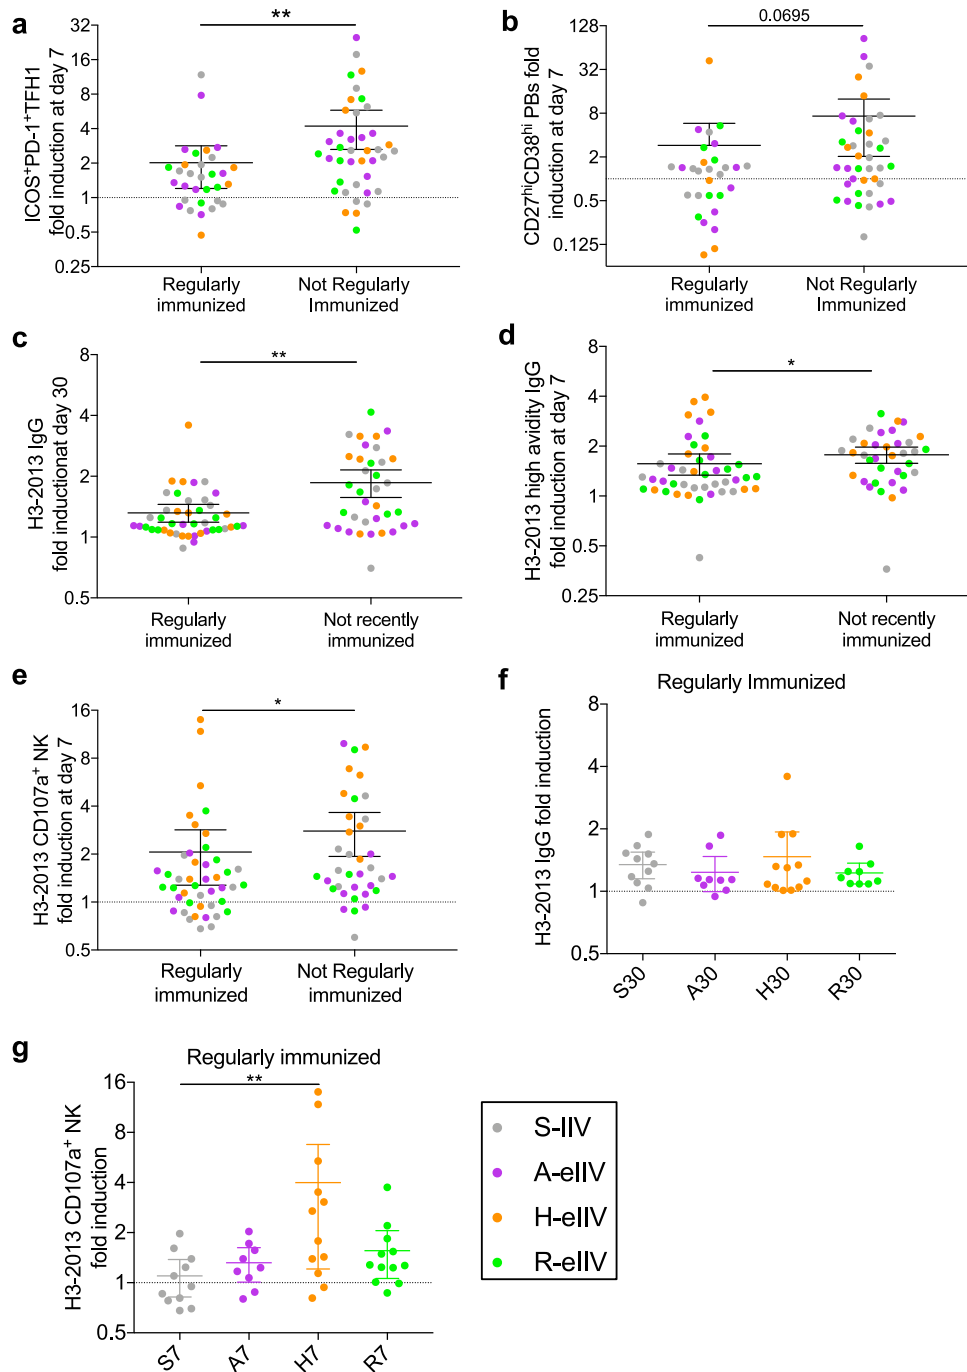 a
**
32
16
8
4
2
1
0.5
0.25
ICOS+PD-1+TFH1
fold induction at day 7
Regularly
immunized
Not Regularly
Immunized
b
0.0695
128
32
8
2
0.5
0.125
CD27hiCD38hi PBs fold
induction at day 7
Regularly
immunized
Not Regularly
Immunized
c
**
8
4
2
1
0.5
H3-2013 IgG
fold inductionat day 30
Regularly
immunized
Not recently
immunized
d
*
8
4
2
1
0.5
0.25
H3-2013 high avidity IgG
fold induction at day 7
Regularly
immunized
Not recently
immunized
e
*
16
8
4
2
1
0.5
H3-2013 CD107a+ NK
fold induction at day 7
Regularly
immunized
Not Regularly
immunized
f
Regularly Immunized
8
4
2
1
0.5
H3-2013 IgG fold induction
S30
A30
H30
R30
g
Regularly immunized
**
16
8
4
2
1
0.5
H3-2013 CD107a+ NK
fold induction
S7
A7
H7
R7
S-IIV
A-eIIV
H-eIIV
R-eIIV